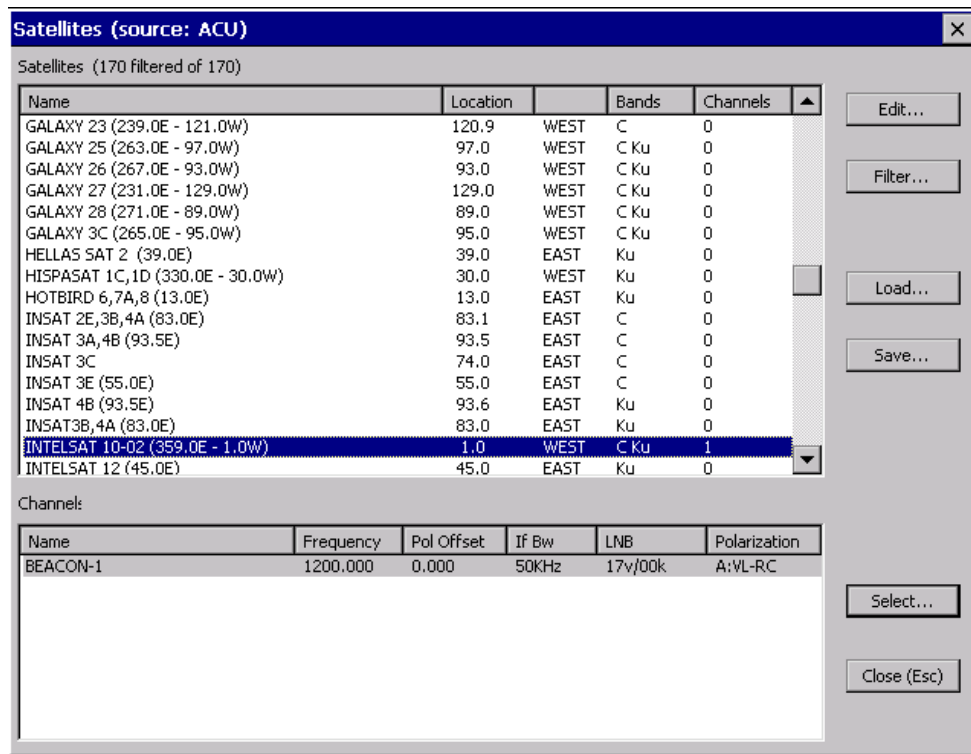 Satellites (source: ACU)
Satellites (170 filtered of 170)
Name Location Bands Channels
GALAXY 23 (239.0E - 121.0W) 120.9 WEST C 0
GALAXY 25 (263.0E - 97.0W) 97.0 WEST C Ku 0
GALAXY 26 (267.0E - 93.0W) 93.0 WEST C Ku 0
GALAXY 27 (231.0E - 129.0W) 129.0 WEST C Ku 0
GALAXY 28 (271.0E - 89.0W) 89.0 WEST C Ku 0
GALAXY 3C (265.0E - 95.0W) 95.0 WEST C Ku 0
HELLAS SAT 2 (39.0E) 39.0 EAST Ku 0
HISPASAT 1C,1D (330.0E - 30.0W) 30.0 WEST Ku 0
HOTBIRD 6,7A,8 (13.0E) 13.0 EAST Ku 0
INSAT 2E,3B,4A (83.0E) 83.1 EAST C 0
INSAT 3A,4B (93.5E) 93.5 EAST C 0
INSAT 3C 74.0 EAST C 0
INSAT 3E (55.0E) 55.0 EAST C 0
INSAT 4B (93.5E) 93.6 EAST Ku 0
INSAT3B,4A (83.0E) 83.0 EAST Ku 0
INTELSAT 10-02 (359.0E - 1.0W) 1.0 WEST C Ku 1
INTELSAT 12 (45.0E) 45.0 EAST Ku 0
Edit...
Filter...
Load...
Save...
Channels
Name Frequency Pol Offset If Bw LNB Polarization
BEACON-1 1200.000 0.000 50KHz 17v/00k A:VL-RC
Select...
Close (Esc)